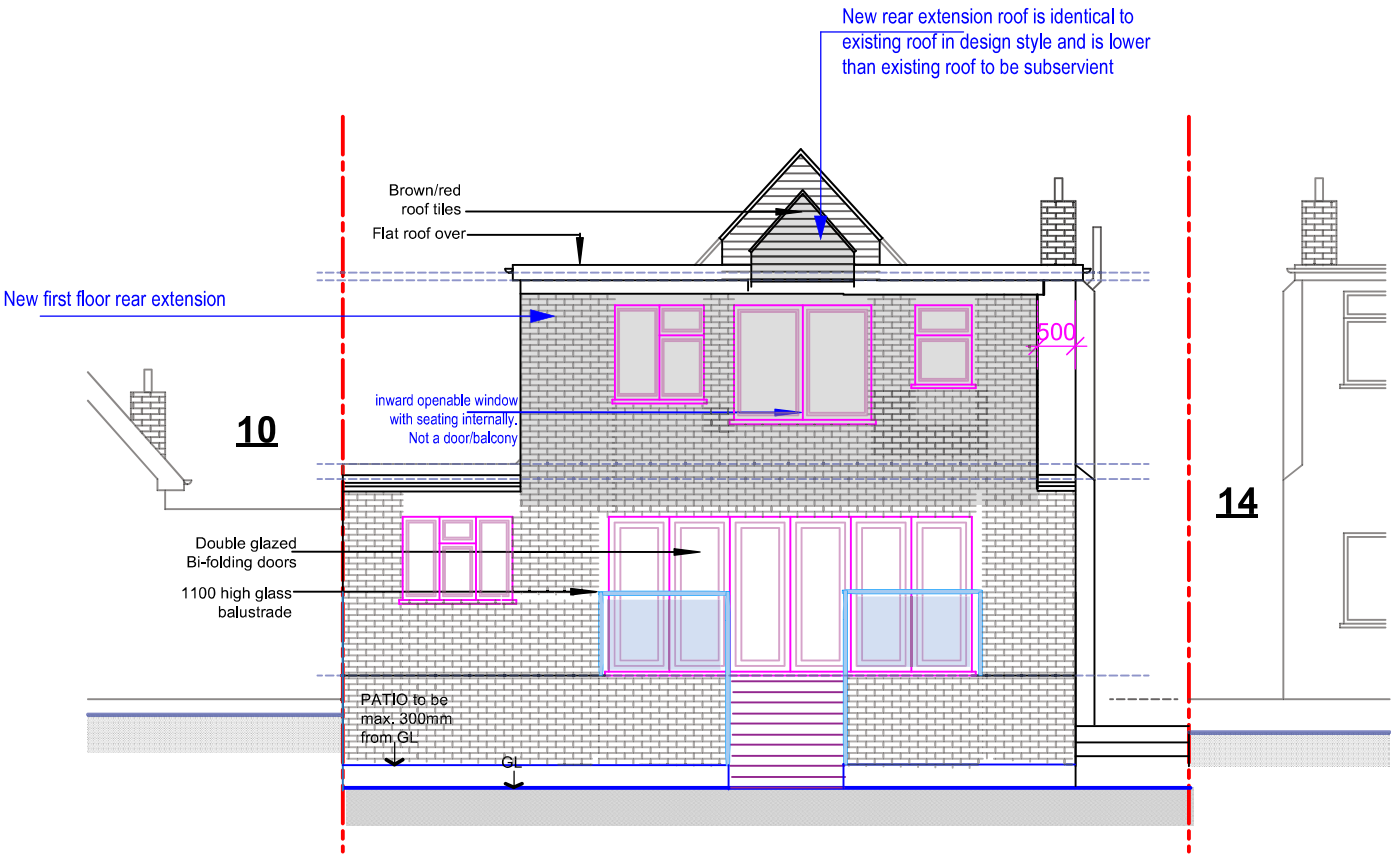 New rear extension roof is identical to
existing roof in design style and is lower
than existing roof to be subservient
Brown/red
roof tiles
Flat roof over
New first floor rear extension
500
inward openable window
with seating internally.
Not a door/balcony
10
14
Double glazed
Bi-folding doors
1100 high glass
balustrade
PATIO to be
max. 300mm
from GL
GL